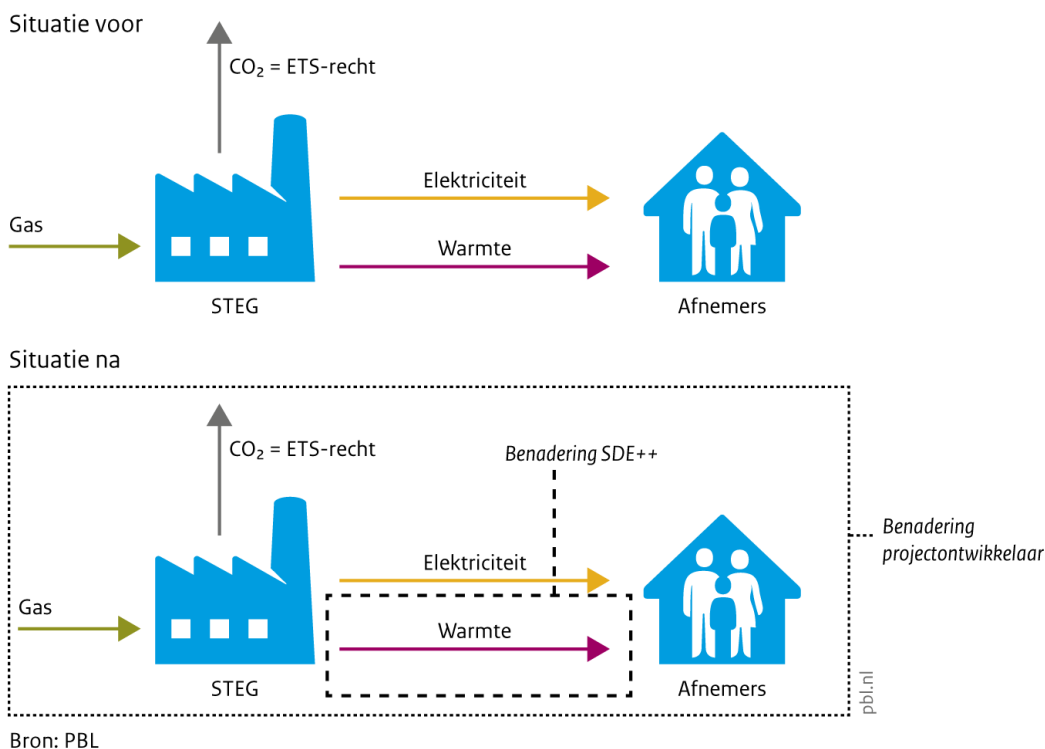 Situatie voor
CO₂ = ETS-recht
Elektriciteit
Gas
Warmte
STEG
Afnemers
Situatie na
CO₂ = ETS-recht
Benadering SDE++
Benadering
projectontwikkelaar
Elektriciteit
Gas
Warmte
STEG
Afnemers
pbl.nl
Bron: PBL